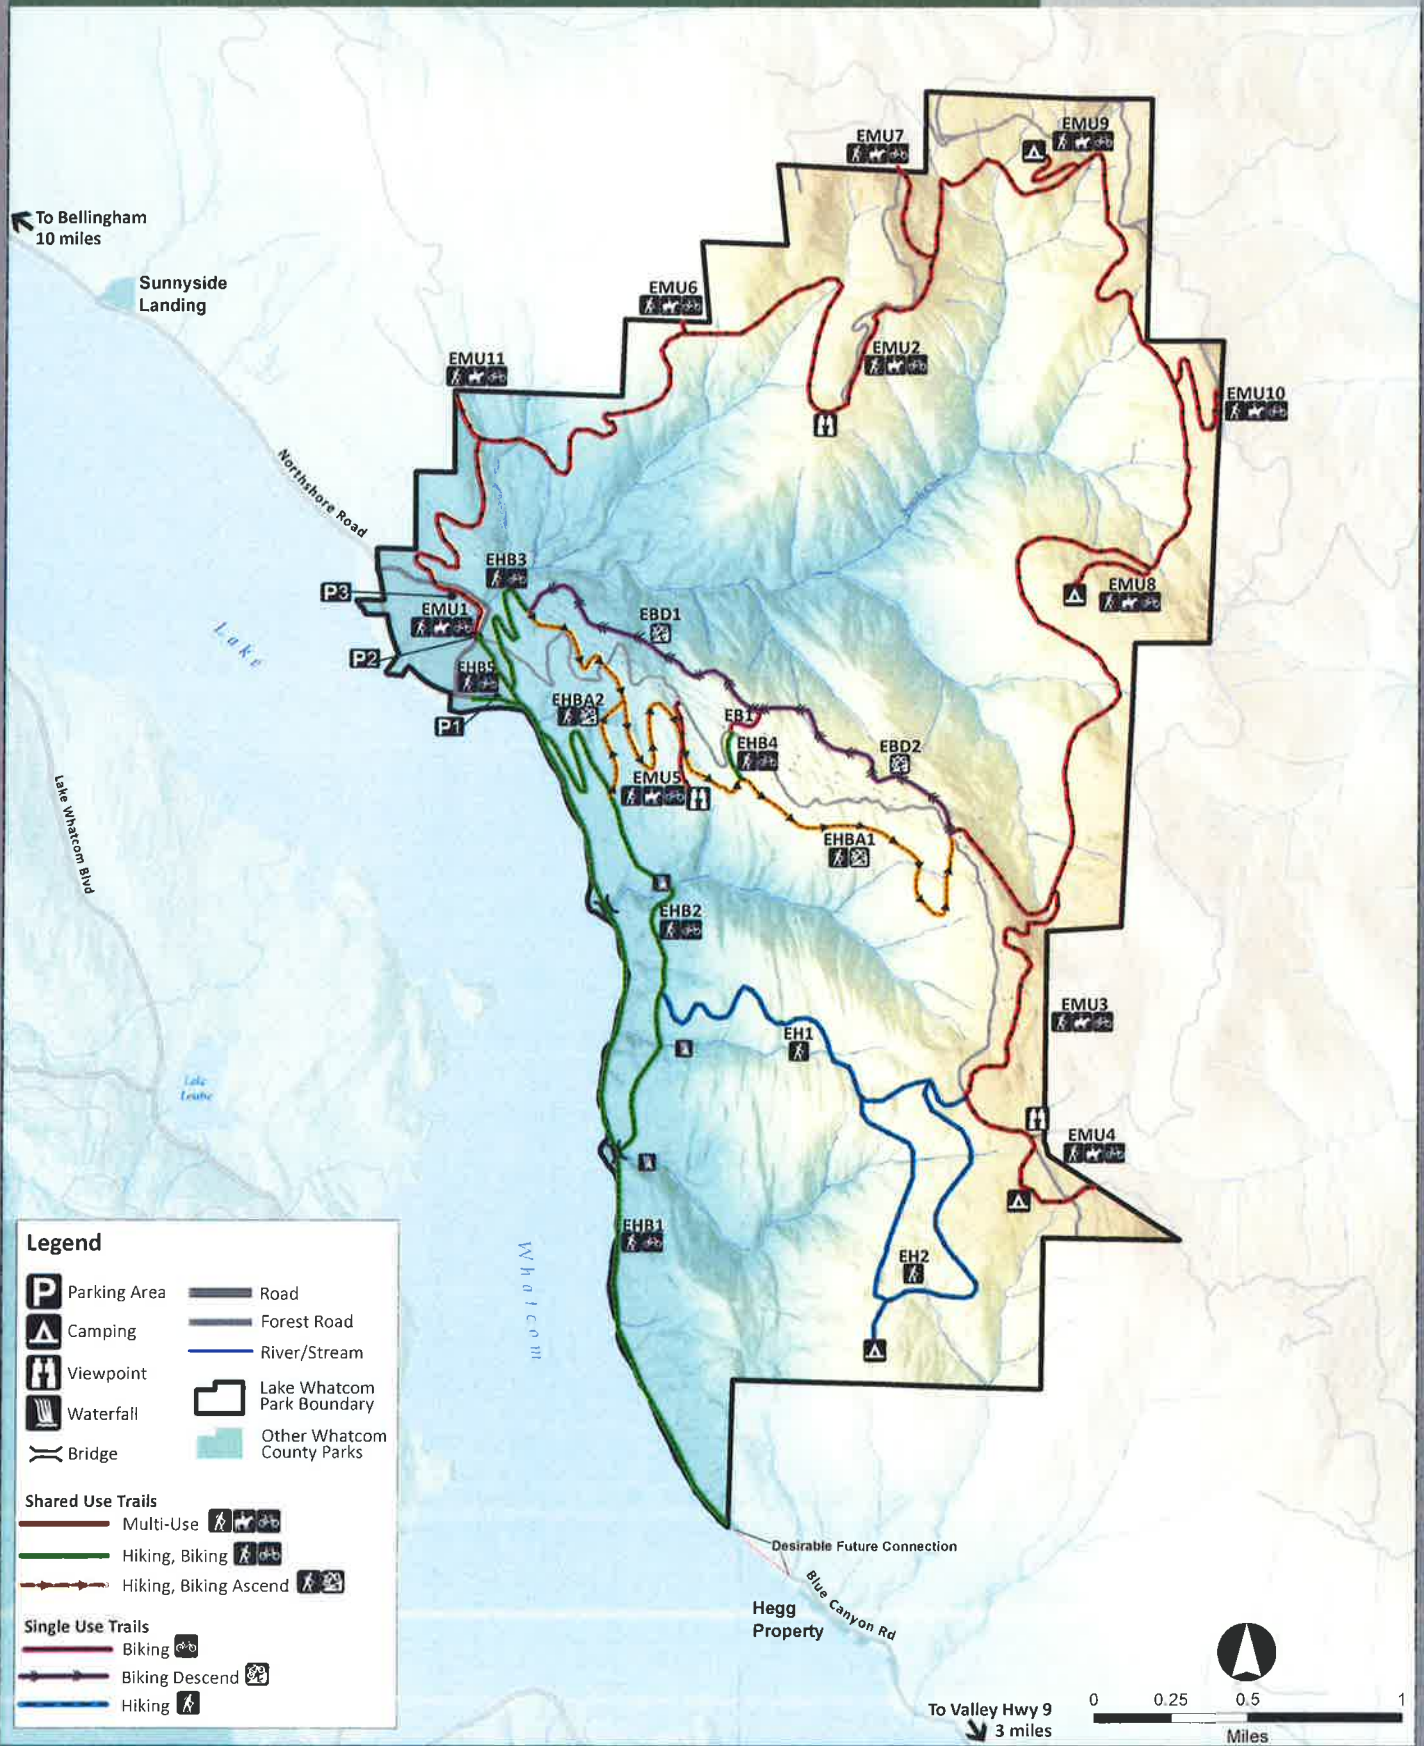 EMU9
EMU7
To Bellingham
10 miles
Sunnyside
Landing
EMU6
EMU2
EMU11
EMU10
Northshore Road
EHB3
P3
EMU1
EMU8
EBD1
Lake
P2
EHB5
EHBA2
P1
EB1
EHB4
EBD2
EMU5
Lake Whatcom Blvd
EHBA1
EHB2
EMU3
EH1
EMU4
EHB1
Whatcom
EH2
Legend
P Parking Area
Camping
Viewpoint
Waterfall
Bridge
Road
Forest Road
River/Stream
Lake Whatcom
Park Boundary
Other Whatcom
County Parks
Shared Use Trails
Multi-Use
Hiking, Biking
Hiking, Biking Ascend
Single Use Trails
Biking
Biking Descend
Hiking
Desirable Future Connection
Blue Canyon Rd
Hegg
Property
To Valley Hwy 9
3 miles
0 0.25 0.5 1
Miles